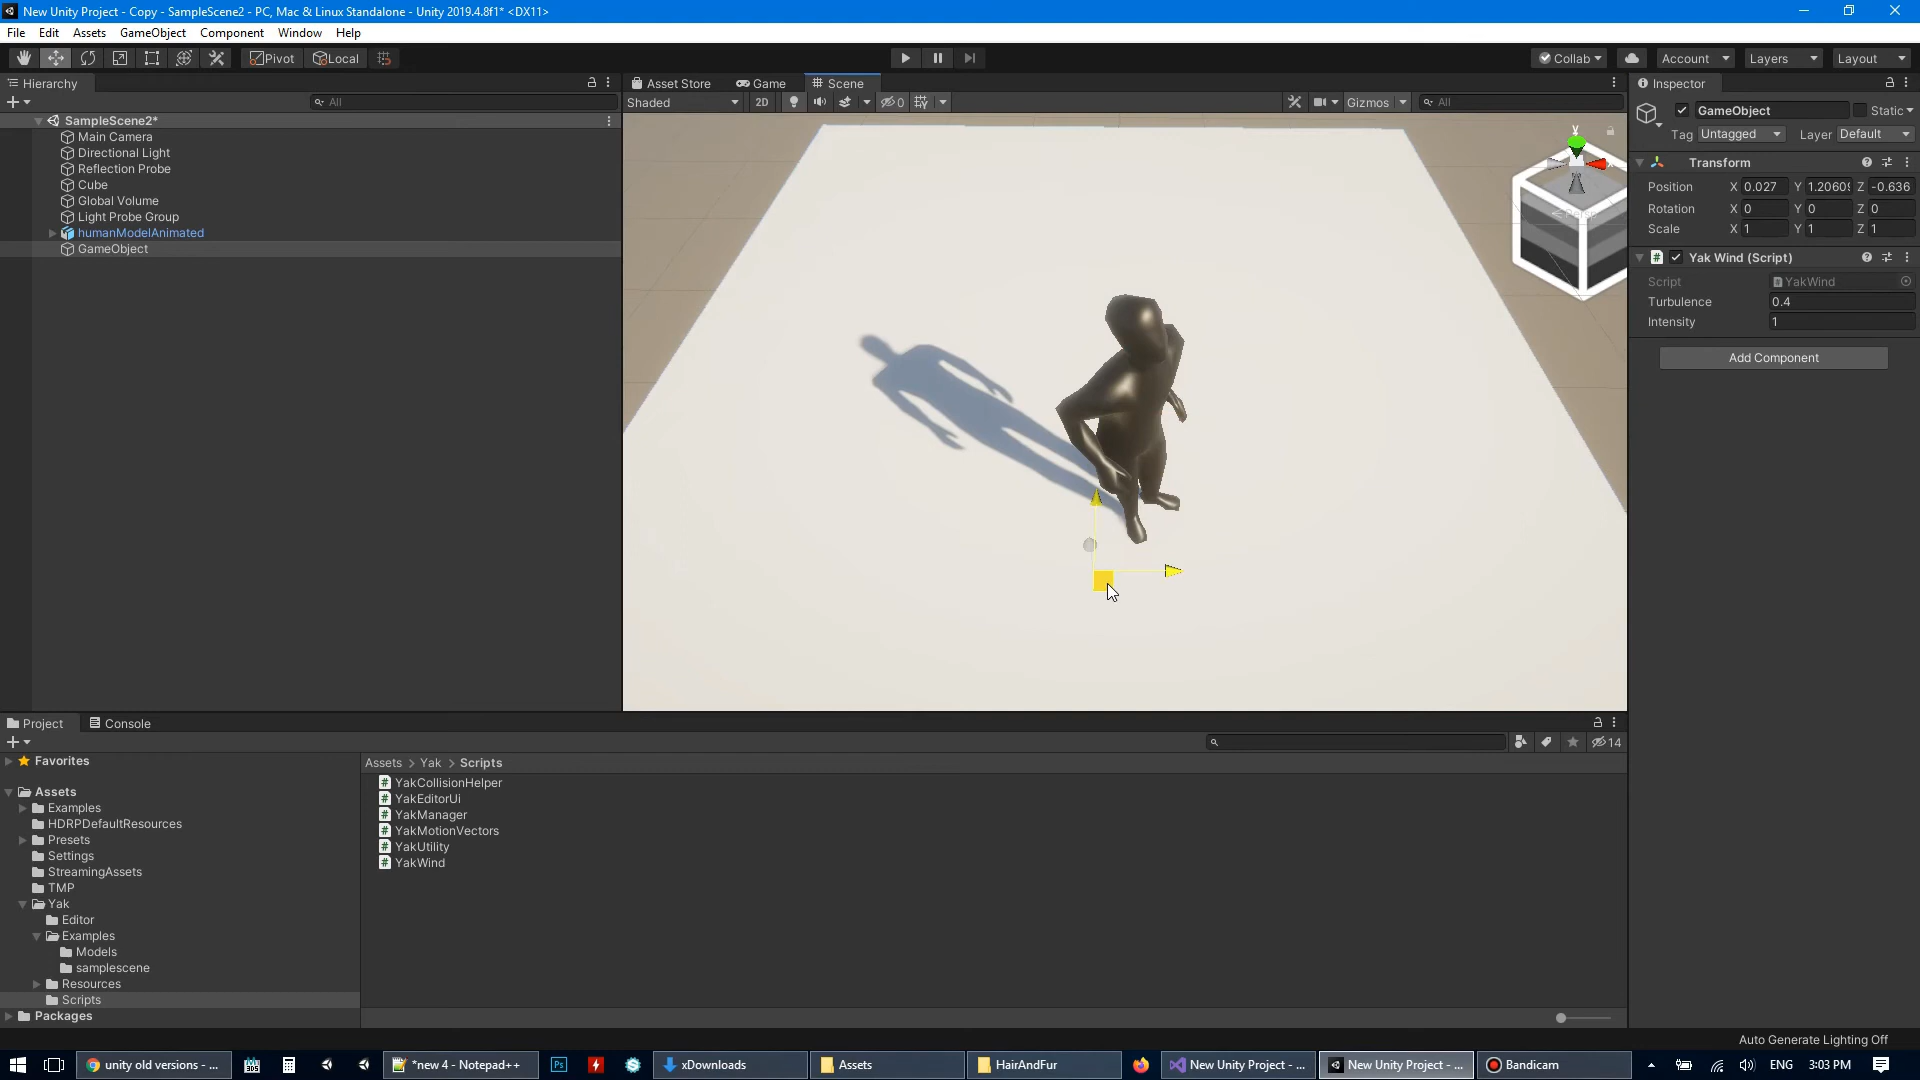 New Unity Project - Copy - SampleScene2 - PC, Mac & Linux Standalone - Unity 2019.4.8f1* <DX11>
File Edit Assets GameObject Component Window Help
Pivot Local Collab Account Layers Layout
Hierarchy
All
SampleScene2*
Main Camera
Directional Light
Reflection Probe
Cube
Global Volume
Light Probe Group
humanModelAnimated
GameObject
Asset Store Game Scene
Shaded 2D 0 Gizmos All
y
Inspector
GameObject Static
Tag Untagged Layer Default
Transform
Position X 0.027 Y 1.2060 Z -0.636
Rotation X 0 Y 0 Z 0
Scale X 1 Y 1 Z 1
Yak Wind (Script)
Script YakWind
Turbulence 0.4
Intensity 1
Add Component
Project Console
14
Favorites
Assets
Examples
HDRPDefaultResources
Presets
Settings
StreamingAssets
TMP
Yak
Editor
Examples
Models
samplescene
Resources
Scripts
Packages
Assets > Yak > Scripts
YakCollisionHelper
YakEditorUi
YakManager
YakMotionVectors
YakUtility
YakWind
Auto Generate Lighting Off
unity old versions - ...
*new 4 - Notepad++
Ps
xDownloads
Assets
HairAndFur
New Unity Project - ...
New Unity Project - ...
Bandicam
ENG
3:03 PM